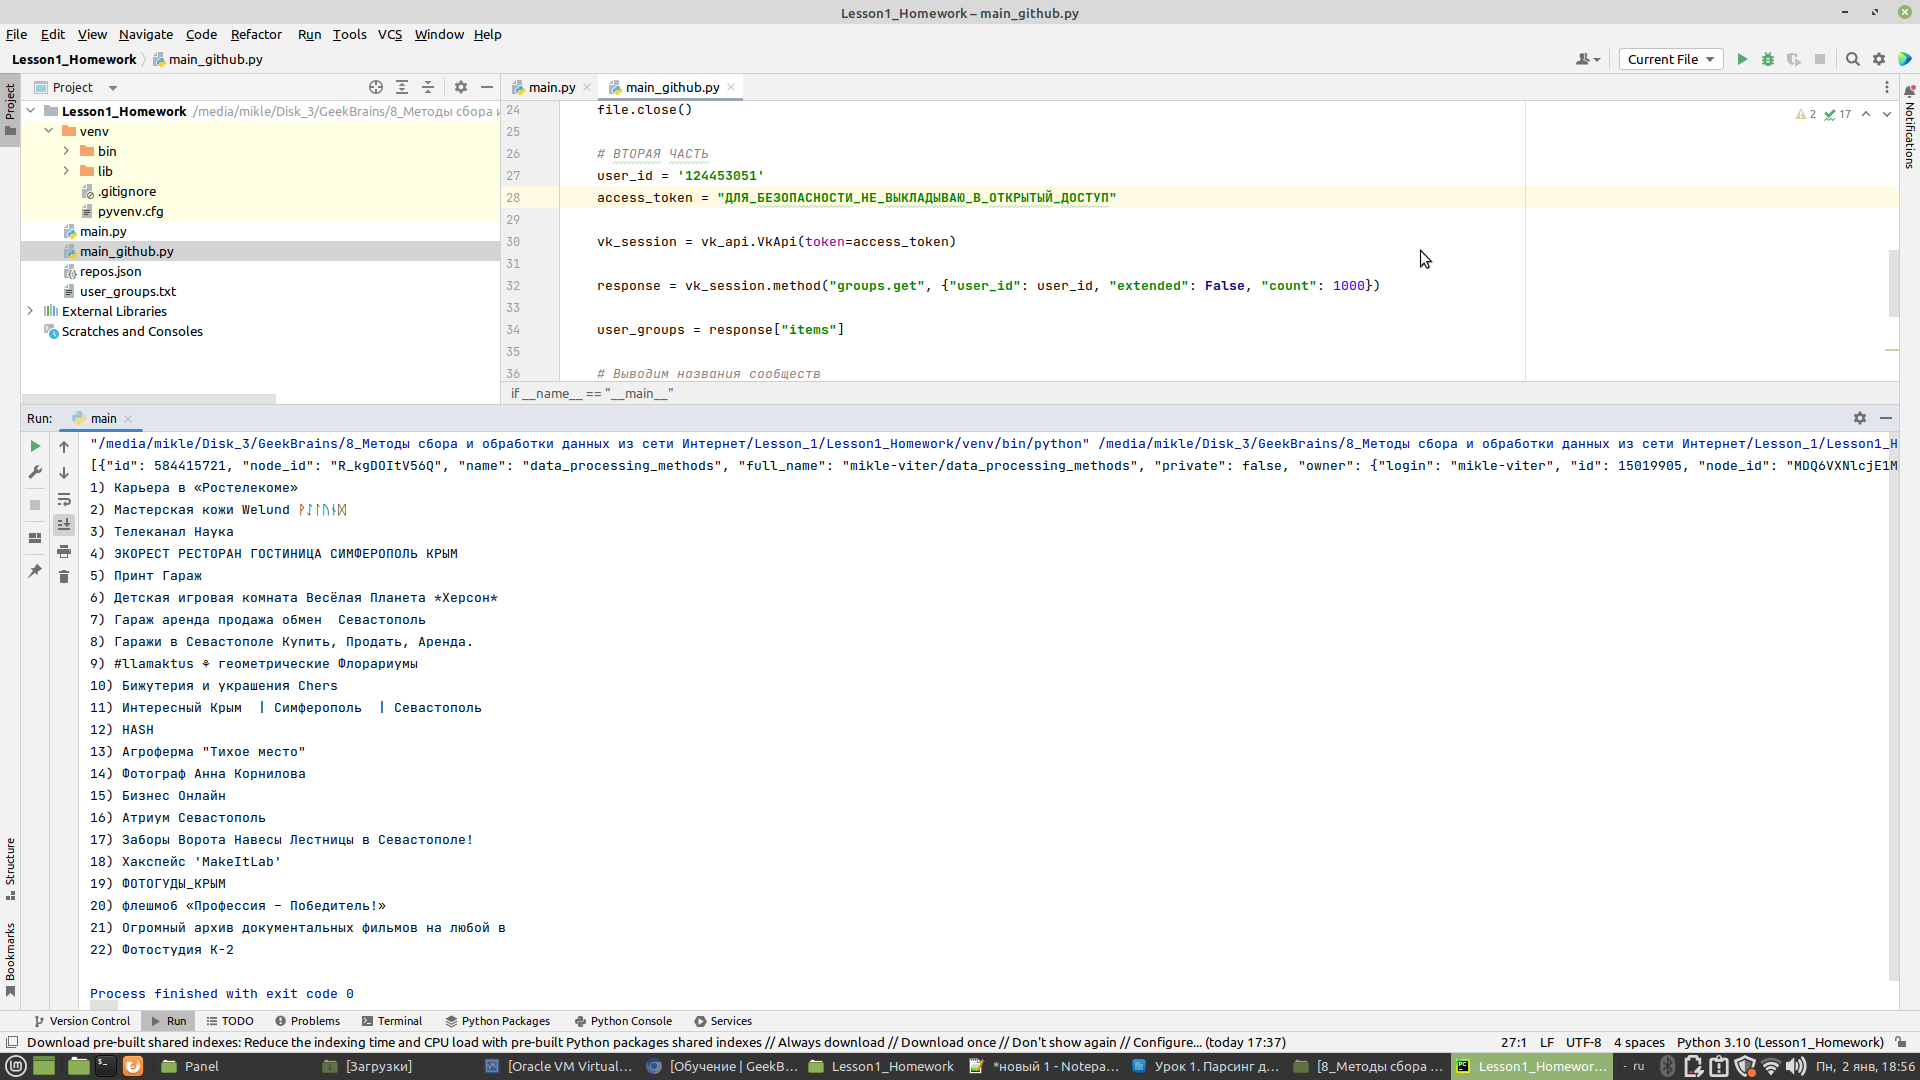 Lesson1_Homework – main_github.py
File Edit View Navigate Code Refactor Run Tools VCS Window Help
Lesson1_Homework main_github.py
Current File
Project
main.py
main_github.py
Project
Notifications
Lesson1_Homework /media/mikle/Disk_3/GeekBrains/8_Методы сбора и
venv
bin
lib
.gitignore
pyvenv.cfg
main.py
main_github.py
repos.json
user_groups.txt
External Libraries
Scratches and Consoles
2 17
24 file.close()
25
26 # ВТОРАЯ ЧАСТЬ
27 user_id = '124453051'
28 access_token = "ДЛЯ_БЕЗОПАСНОСТИ_НЕ_ВЫКЛАДЫВАЮ_В_ОТКРЫТЫЙ_ДОСТУП"
29
30 vk_session = vk_api.VkApi(token=access_token)
31
32 response = vk_session.method("groups.get", {"user_id": user_id, "extended": False, "count": 1000})
33
34 user_groups = response["items"]
35
36 # Выводим названия сообществ
if __name__ == "__main__"
Run: main
"/media/mikle/Disk_3/GeekBrains/8_Методы сбора и обработки данных из сети Интернет/Lesson_1/Lesson1_Homework/venv/bin/python" /media/mikle/Disk_3/GeekBrains/8_Методы сбора и обработки данных из сети Интернет/Lesson_1/Lesson1_H
[{"id": 584415721, "node_id": "R_kgDOItV56Q", "name": "data_processing_methods", "full_name": "mikle-viter/data_processing_methods", "private": false, "owner": {"login": "mikle-viter", "id": 15019905, "node_id": "MDQ6VXNlcjE1M
1) Карьера в «Ростелекоме»
2) Мастерская кожи Welund
3) Телеканал Наука
4) ЭКОРЕСТ РЕСТОРАН ГОСТИНИЦА СИМФЕРОПОЛЬ КРЫМ
5) Принт Гараж
6) Детская игровая комната Весёлая Планета *Херсон*
7) Гараж аренда продажа обмен  Севастополь
8) Гаражи в Севастополе Купить, Продать, Аренда.
9) #llamaktus ⚘ геометрические Флорариумы
10) Бижутерия и украшения Chers
11) Интересный Крым  | Симферополь  | Севастополь
12) HASH
13) Агроферма "Тихое место"
14) Фотограф Анна Корнилова
15) Бизнес Онлайн
16) Атриум Севастополь
17) Заборы Ворота Навесы Лестницы в Севастополе!
18) Хакспейс 'MakeItLab'
19) ФОТОГУДЫ_КРЫМ
20) флешмоб «Профессия – Победитель!»
21) Огромный архив документальных фильмов на любой в
22) Фотостудия К-2
Process finished with exit code 0
Structure
Bookmarks
Version Control Run TODO Problems Terminal Python Packages Python Console Services
Download pre-built shared indexes: Reduce the indexing time and CPU load with pre-built Python packages shared indexes // Always download // Download once // Don't show again // Configure... (today 17:37)
27:1 LF UTF-8 4 spaces Python 3.10 (Lesson1_Homework)
Panel [Загрузки] [Oracle VM Virtual... [Обучение | GeekB... Lesson1_Homework *новый 1 - Notepa... Урок 1. Парсинг д... [8_Методы сбора ... Lesson1_Homewor... ru Пн, 2 янв, 18:56